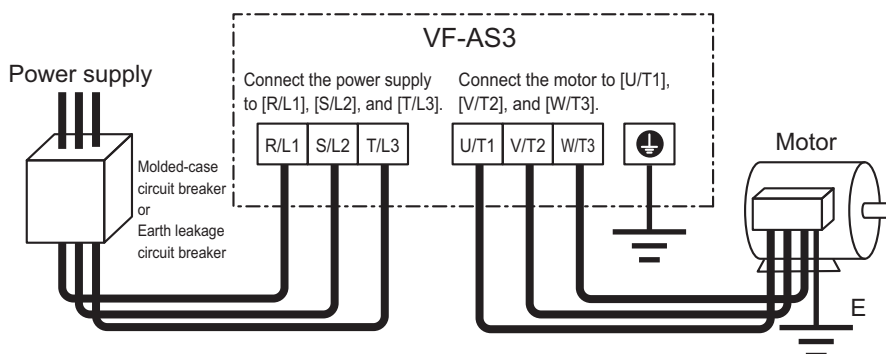 VF-AS3
Power supply
Connect the power supply
to [R/L1], [S/L2], and [T/L3].
Connect the motor to [U/T1],
[V/T2], and [W/T3].
R/L1 S/L2 T/L3
U/T1 V/T2 W/T3
Motor
Molded-case
circuit breaker
or
Earth leakage
circuit breaker
E